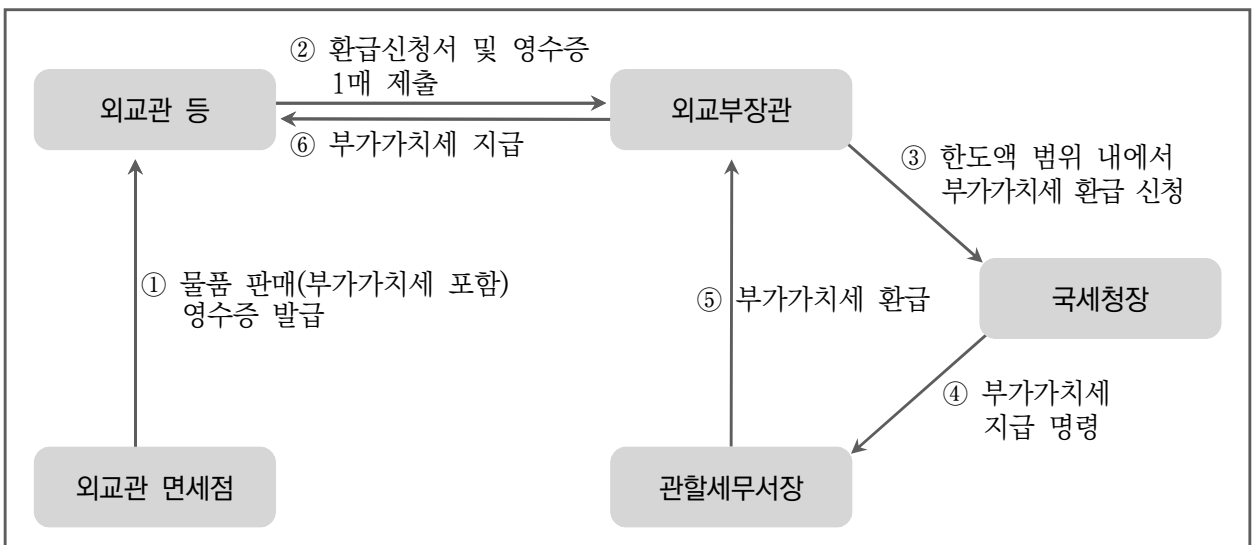 ② 환급신청서 및 영수증
1매 제출
외교관 등
외교부장관
⑥ 부가가치세 지급
③ 한도액 범위 내에서
부가가치세 환급 신청
① 물품 판매(부가가치세 포함)
영수증 발급
⑤ 부가가치세 환급
국세청장
④ 부가가치세
지급 명령
외교관 면세점
관할세무서장